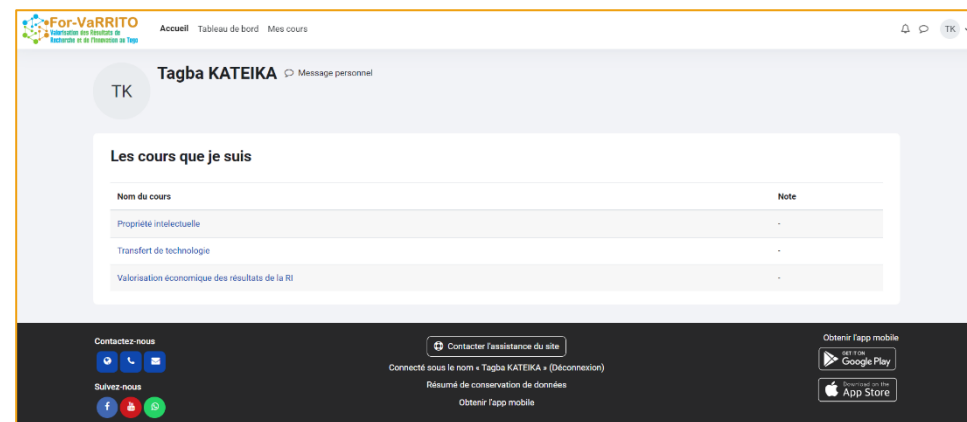 For-VaRRITO
Valorisation des Résultats de
Recherche et de l'Innovation au Togo
Accueil Tableau de bord Mes cours
TK
TK
Tagba KATEIKA Message personnel
Les cours que je suis
Nom du cours Note
Propriété intelectuelle -
Transfert de technologie -
Valorisation économique des résultats de la RI -
Contactez-nous
Suivez-nous
Contacter l'assistance du site
Connecté sous le nom « Tagba KATEIKA » (Déconnexion)
Résumé de conservation de données
Obtenir l'app mobile
Obtenir l'app mobile
GET IT ON
Google Play
Download on the
App Store